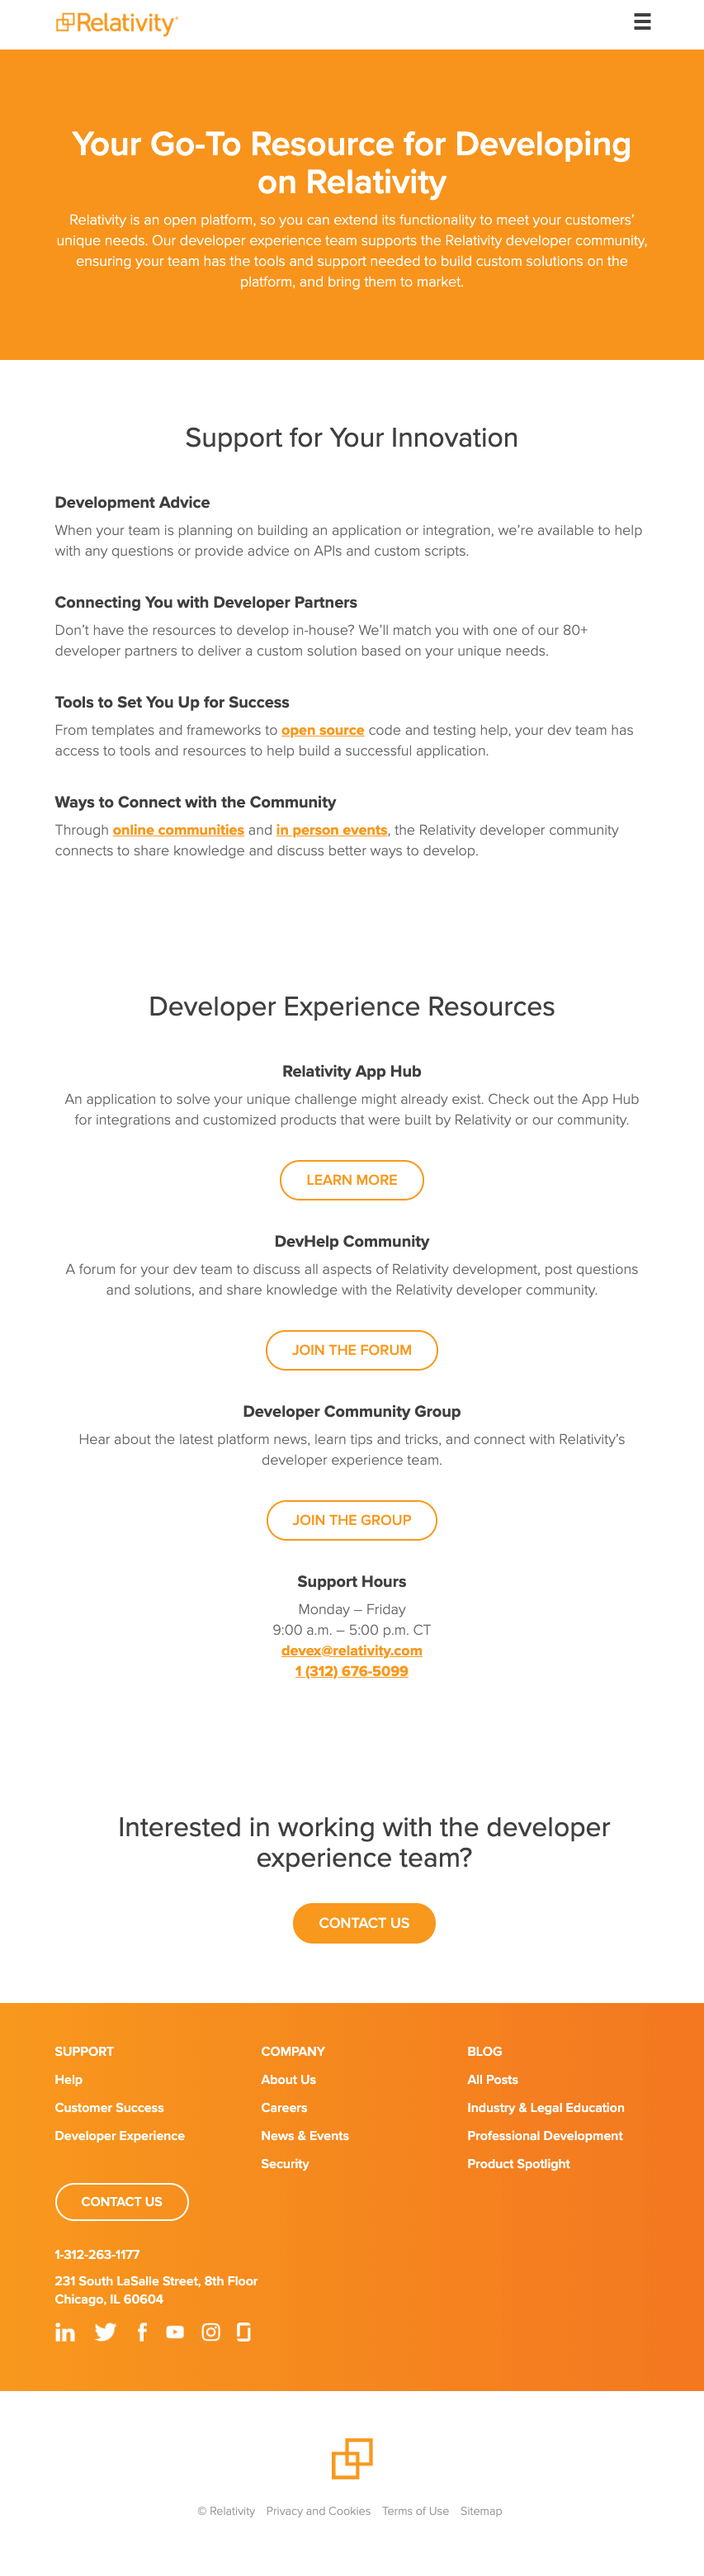 Relativity
Your Go-To Resource for Developing
on Relativity
Relativity is an open platform, so you can extend its functionality to meet your customers’
unique needs. Our developer experience team supports the Relativity developer community,
ensuring your team has the tools and support needed to build custom solutions on the
platform, and bring them to market.
Support for Your Innovation
Development Advice
When your team is planning on building an application or integration, we’re available to help
with any questions or provide advice on APIs and custom scripts.
Connecting You with Developer Partners
Don’t have the resources to develop in-house? We’ll match you with one of our 80+
developer partners to deliver a custom solution based on your unique needs.
Tools to Set You Up for Success
From templates and frameworks to open source code and testing help, your dev team has
access to tools and resources to help build a successful application.
Ways to Connect with the Community
Through online communities and in person events, the Relativity developer community
connects to share knowledge and discuss better ways to develop.
Developer Experience Resources
Relativity App Hub
An application to solve your unique challenge might already exist. Check out the App Hub
for integrations and customized products that were built by Relativity or our community.
LEARN MORE
DevHelp Community
A forum for your dev team to discuss all aspects of Relativity development, post questions
and solutions, and share knowledge with the Relativity developer community.
JOIN THE FORUM
Developer Community Group
Hear about the latest platform news, learn tips and tricks, and connect with Relativity’s
developer experience team.
JOIN THE GROUP
Support Hours
Monday – Friday
9:00 a.m. – 5:00 p.m. CT
devex@relativity.com
1 (312) 676-5099
Interested in working with the developer
experience team?
CONTACT US
SUPPORT
Help
Customer Success
Developer Experience
COMPANY
About Us
Careers
News & Events
Security
BLOG
All Posts
Industry & Legal Education
Professional Development
Product Spotlight
CONTACT US
1-312-263-1177
231 South LaSalle Street, 8th Floor
Chicago, IL 60604
© Relativity Privacy and Cookies Terms of Use Sitemap